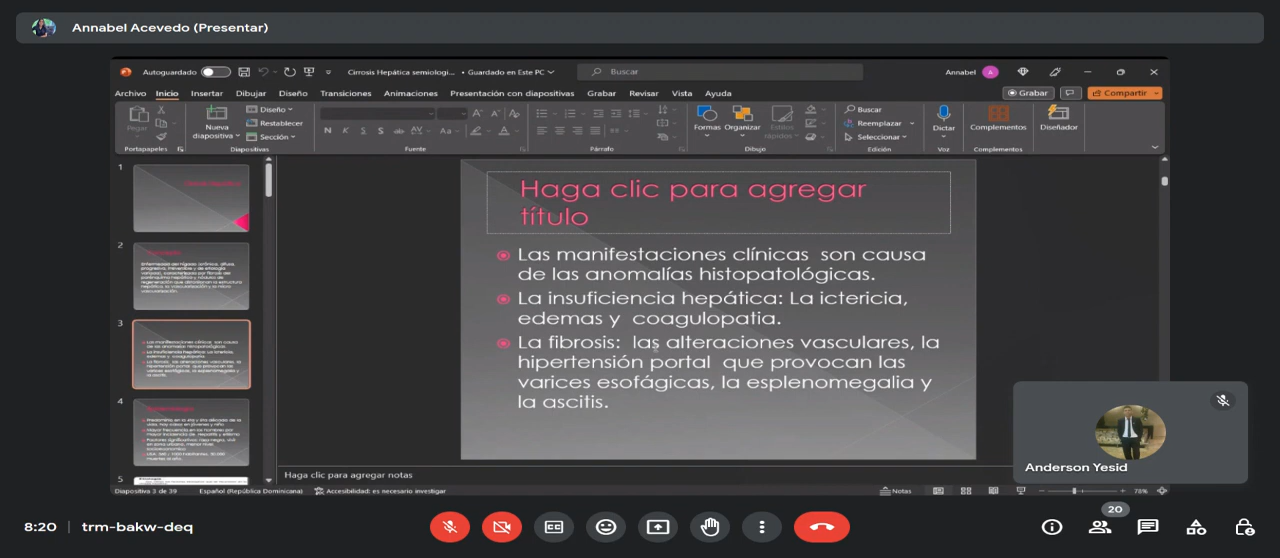 Annabel Acevedo (Presentar)
Autoguardado
Cirrosis Hepática semiologi... • Guardado en Este PC
Buscar
Annabel
A
Archivo Inicio Insertar Dibujar Diseño Transiciones Animaciones Presentación con diapositivas Grabar Revisar Vista Ayuda
Grabar
Compartir
Pegar
Nueva diapositiva
Diseño
Restablecer
Sección
Formas
Organizar
Estilos rápidos
Buscar
Reemplazar
Seleccionar
Dictar
Complementos
Diseñador
Portapapeles
Diapositivas
Fuente
Párrafo
Dibujo
Edición
Voz
Complementos
1
2
3
4
5
Haga clic para agregar
título
Las manifestaciones clínicas son causa
de las anomalías histopatológicas.
La insuficiencia hepática: La ictericia,
edemas y coagulopatia.
La fibrosis: las alteraciones vasculares, la
hipertensión portal que provocan las
varices esofágicas, la esplenomegalia y
la ascitis.
Haga clic para agregar notas
Diapositiva 3 de 39
Español (República Dominicana)
Accesibilidad: es necesario investigar
Notas
78%
Anderson Yesid
8:20 | trm-bakw-deq
20